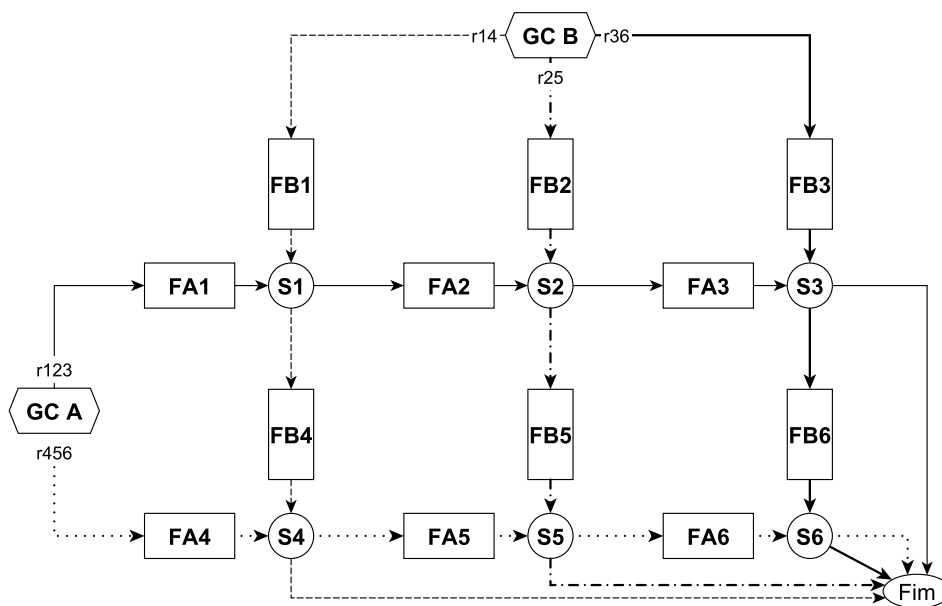 r14 GC B r36
r25
FB1 FB2 FB3
FA1 S1 FA2 S2 FA3 S3
r123
GC A
r456
FB4 FB5 FB6
FA4 S4 FA5 S5 FA6 S6
Fim